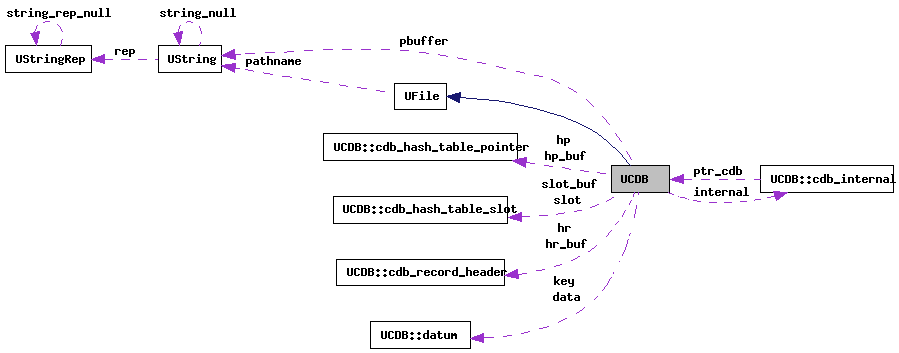 string_rep_null
string_null
pbuffer
rep
UStringRep
UString
pathname
UFile
hp
UCDB::cdb_hash_table_pointer
hp_buf
ptr_cdb
UCDB
UCDB::cdb_internal
slot_buf
internal
slot
UCDB::cdb_hash_table_slot
hr
hr_buf
UCDB::cdb_record_header
key
data
UCDB::datum